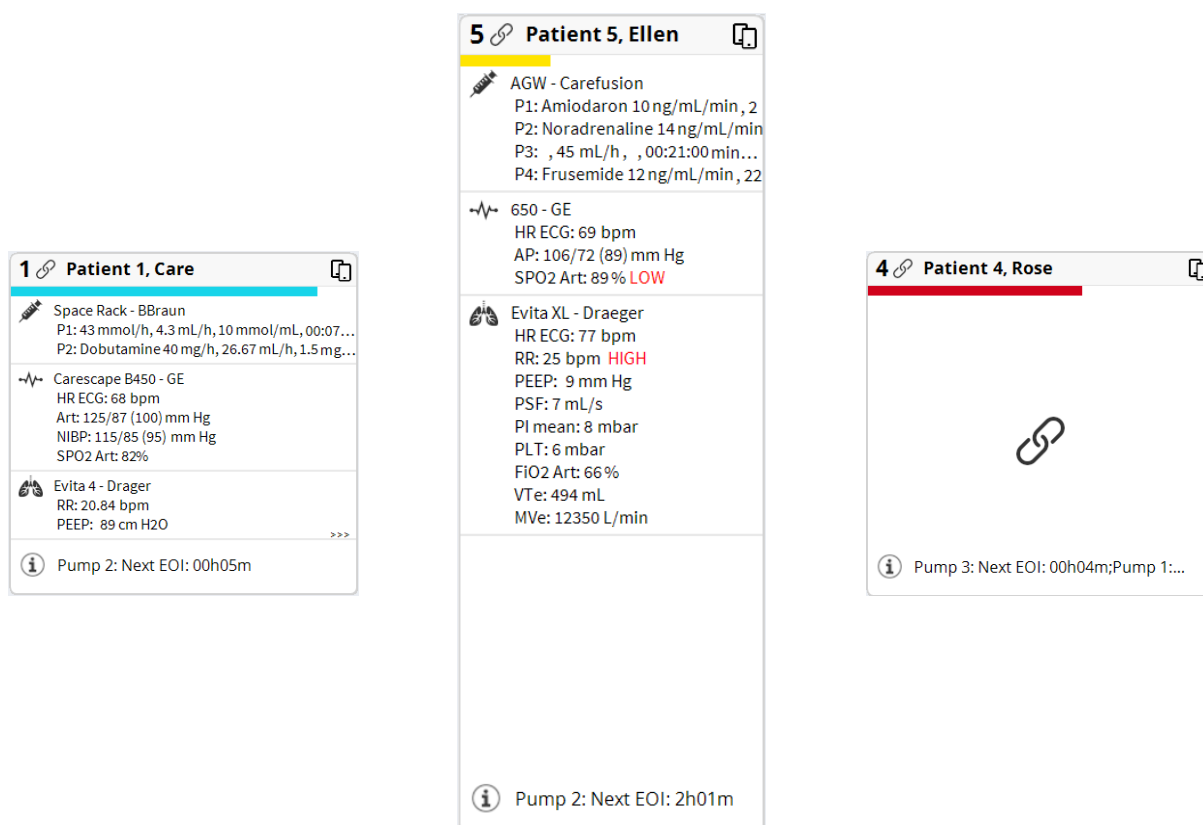 1 Patient 1, Care
Space Rack - BBraun
P1: 43 mmol/h, 4.3 mL/h, 10 mmol/mL, 00:07...
P2: Dobutamine 40 mg/h, 26.67 mL/h, 1.5 mg...
Carescape B450 - GE
HR ECG: 68 bpm
Art: 125/87 (100) mm Hg
NIBP: 115/85 (95) mm Hg
SPO2 Art: 82%
Evita 4 - Drager
RR: 20.84 bpm
PEEP: 89 cm H2O
>>>
Pump 2: Next EOI: 00h05m
5 Patient 5, Ellen
AGW - Carefusion
P1: Amiodaron 10 ng/mL/min , 2
P2: Noradrenaline 14 ng/mL/min
P3: , 45 mL/h, , 00:21:00 min...
P4: Frusemide 12 ng/mL/min , 22
650 - GE
HR ECG: 69 bpm
AP: 106/72 (89) mm Hg
SPO2 Art: 89 % LOW
Evita XL - Draeger
HR ECG: 77 bpm
RR: 25 bpm HIGH
PEEP: 9 mm Hg
PSF: 7 mL/s
PI mean: 8 mbar
PLT: 6 mbar
FiO2 Art: 66 %
VTe: 494 mL
MVe: 12350 L/min
Pump 2: Next EOI: 2h01m
4 Patient 4, Rose
Pump 3: Next EOI: 00h04m;Pump 1:...